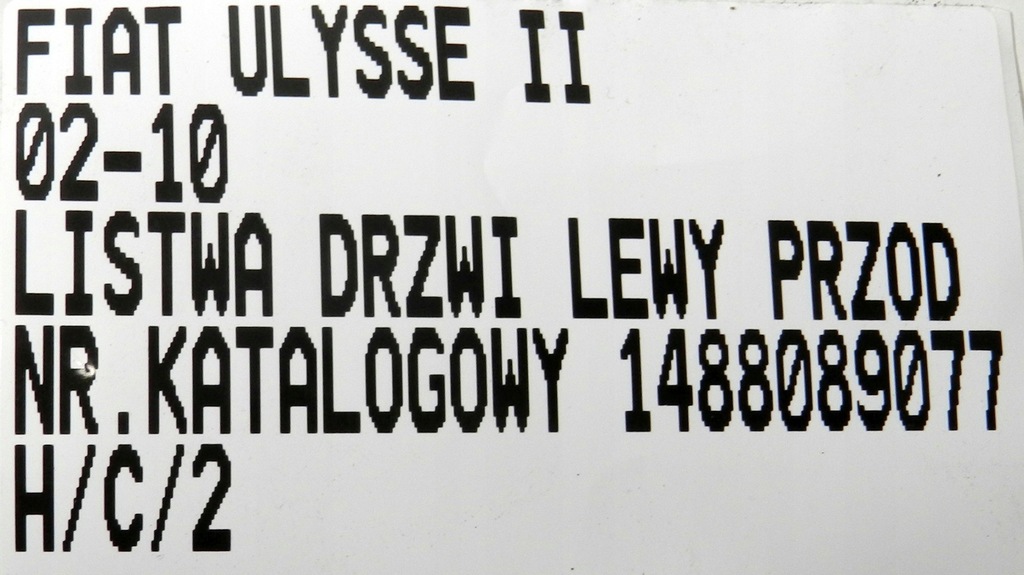 FIAT ULYSSE II
02-10
LISTWA DRZWI LEWY PRZOD
NR.KATALOGOWY 1488089077
H/C/2